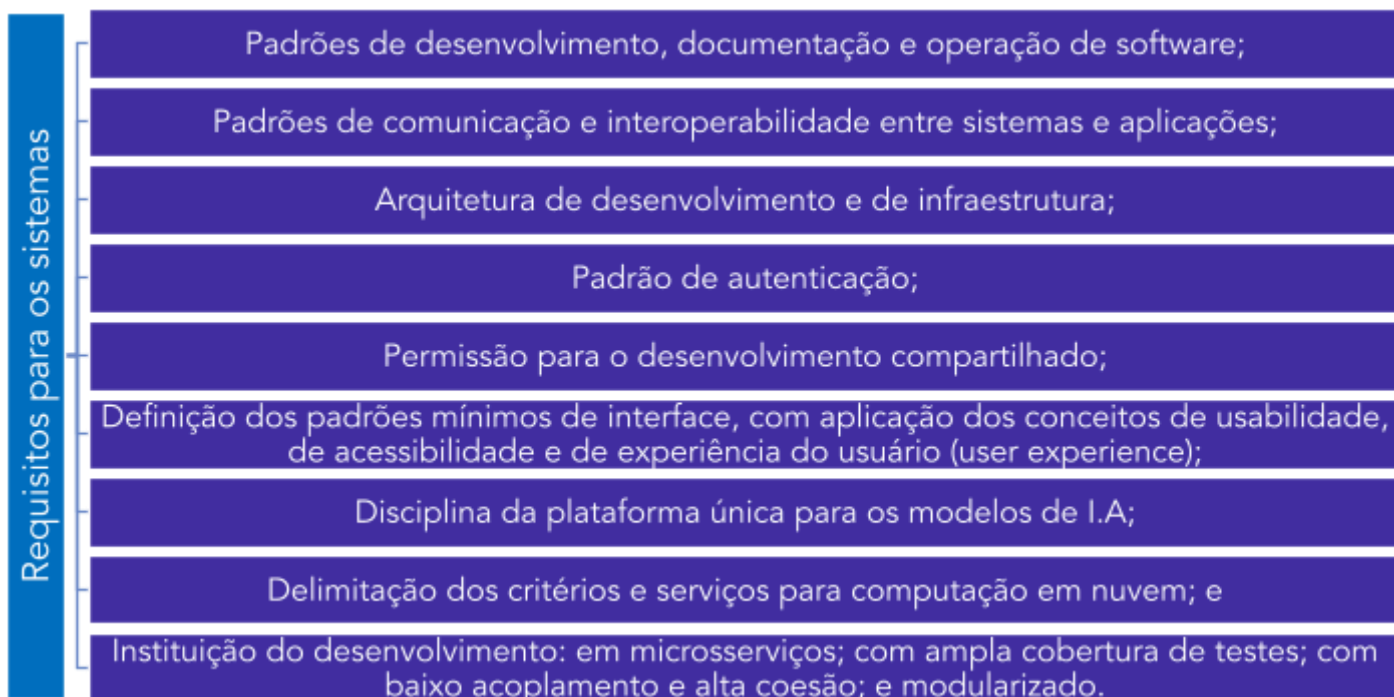 Requisitos para os sistemas
Padrões de desenvolvimento, documentação e operação de software;
Padrões de comunicação e interoperabilidade entre sistemas e aplicações;
Arquitetura de desenvolvimento e de infraestrutura;
Padrão de autenticação;
Permissão para o desenvolvimento compartilhado;
Definição dos padrões mínimos de interface, com aplicação dos conceitos de usabilidade,
de acessibilidade e de experiência do usuário (user experience);
Disciplina da plataforma única para os modelos de I.A;
Delimitação dos critérios e serviços para computação em nuvem; e
Instituição do desenvolvimento: em microsserviços; com ampla cobertura de testes; com
baixo acoplamento e alta coesão; e modularizado.